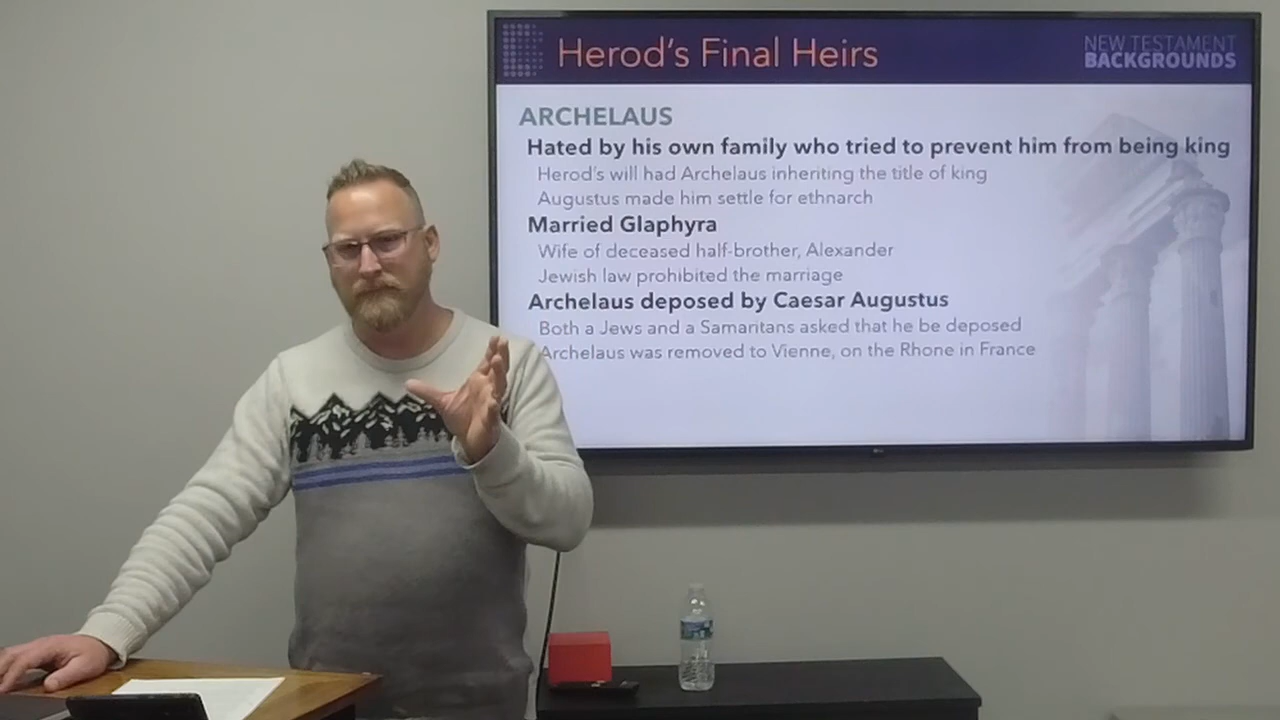 Herod's Final Heirs
NEW TESTAMENT
BACKGROUNDS
ARCHELAUS
Hated by his own family who tried to prevent him from being king
Herod's will had Archelaus inheriting the title of king
Augustus made him settle for ethnarch
Married Glaphyra
Wife of deceased half-brother, Alexander
Jewish law prohibited the marriage
Archelaus deposed by Caesar Augustus
Both a Jews and a Samaritans asked that he be deposed
Archelaus was removed to Vienne, on the Rhone in France